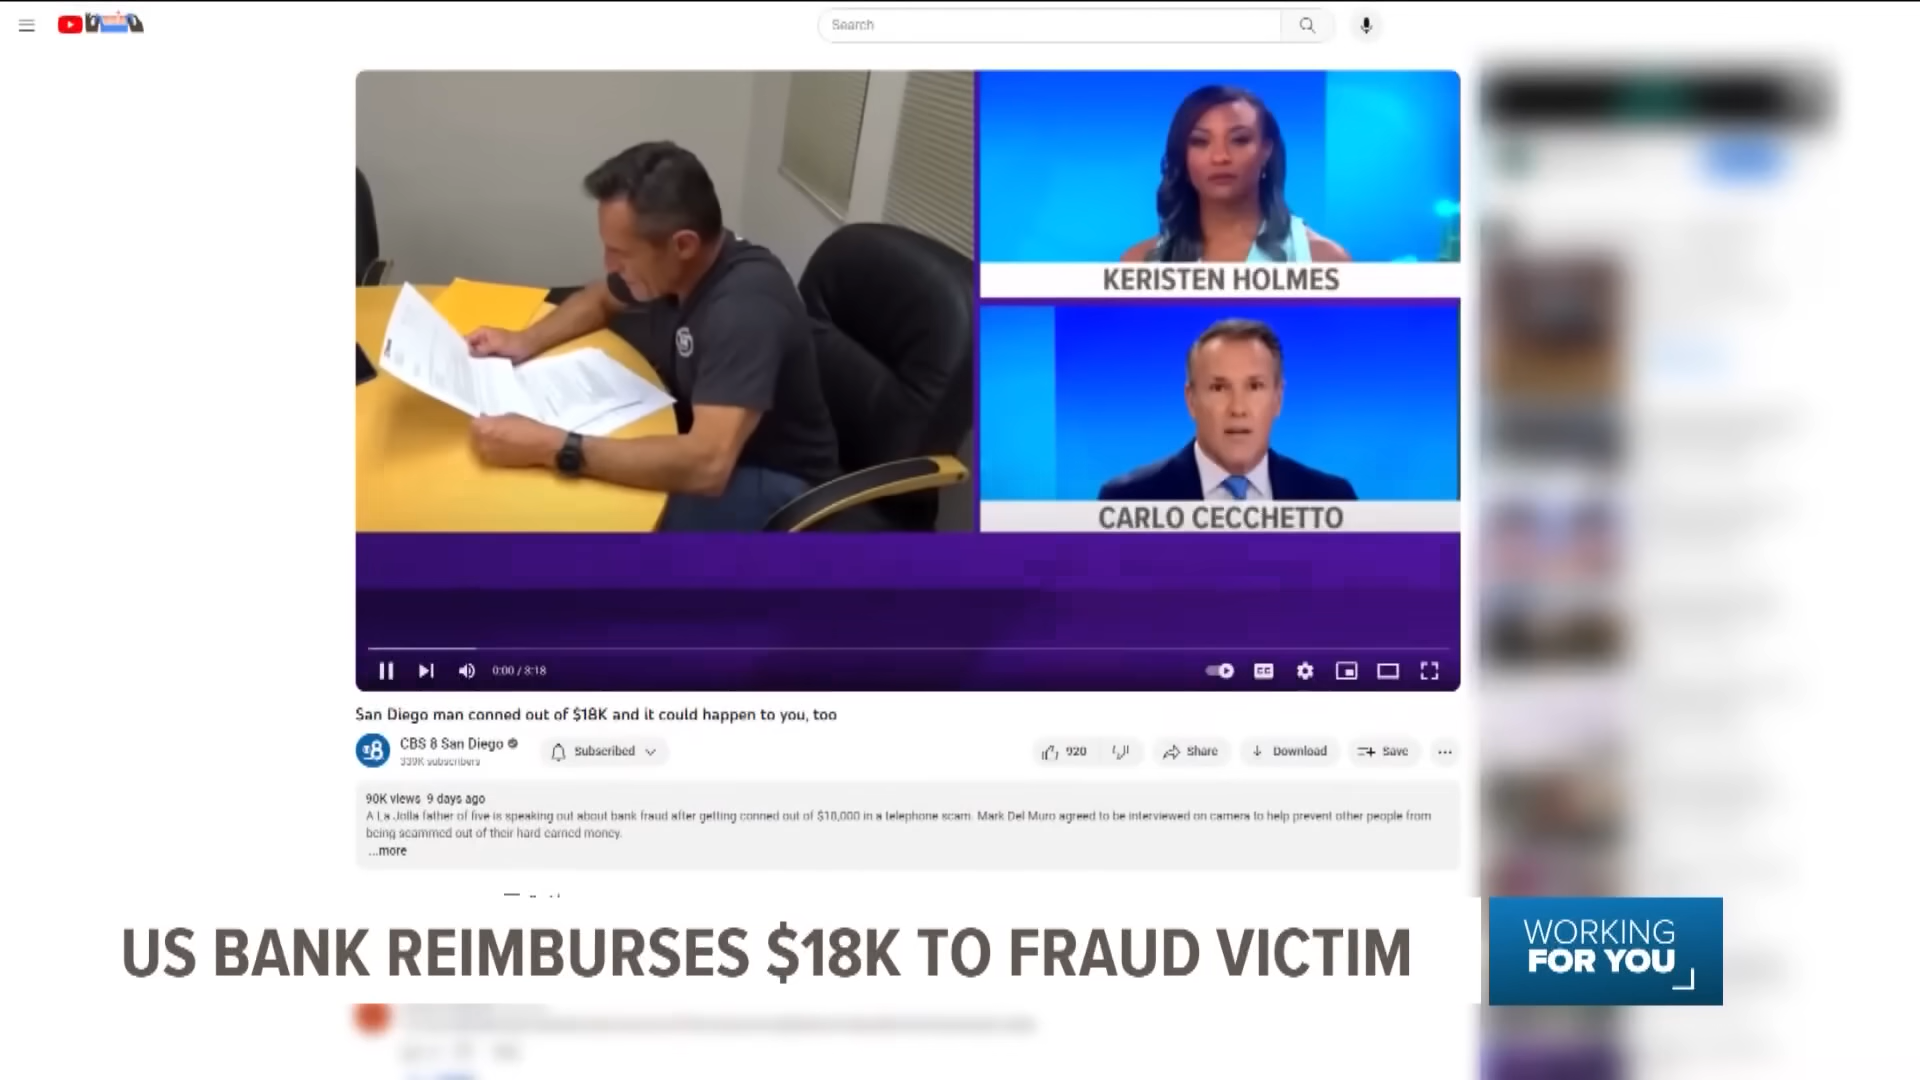 Search
KERISTEN HOLMES
CARLO CECCHETTO
0:00 / 8:18
San Diego man conned out of $18K and it could happen to you, too
CBS 8 San Diego
339K subscribers
Subscribed
920
Share
Download
Save
90K views 9 days ago
A La Jolla father of five is speaking out about bank fraud after getting conned out of $18,000 in a telephone scam. Mark Del Muro agreed to be interviewed on camera to help prevent other people from
being scammed out of their hard earned money.
...more
US BANK REIMBURSES $18K TO FRAUD VICTIM
WORKING
FOR YOU